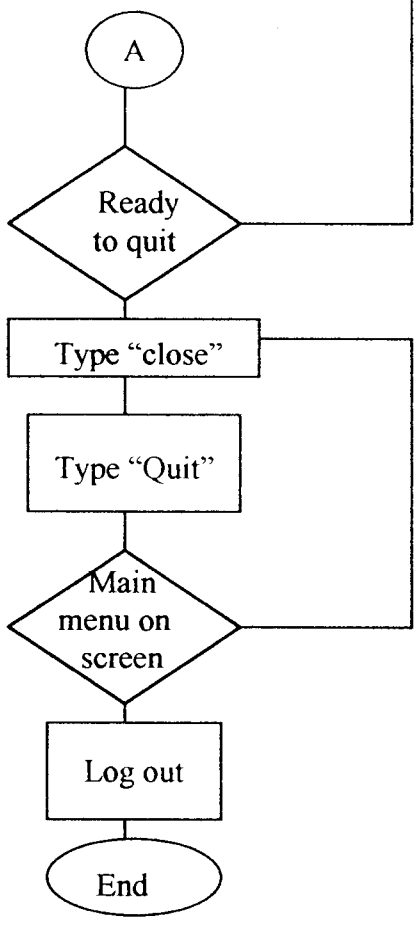 A
Ready
to quit
Type “close”
Type “Quit”
Main
menu on
screen
Log out
End